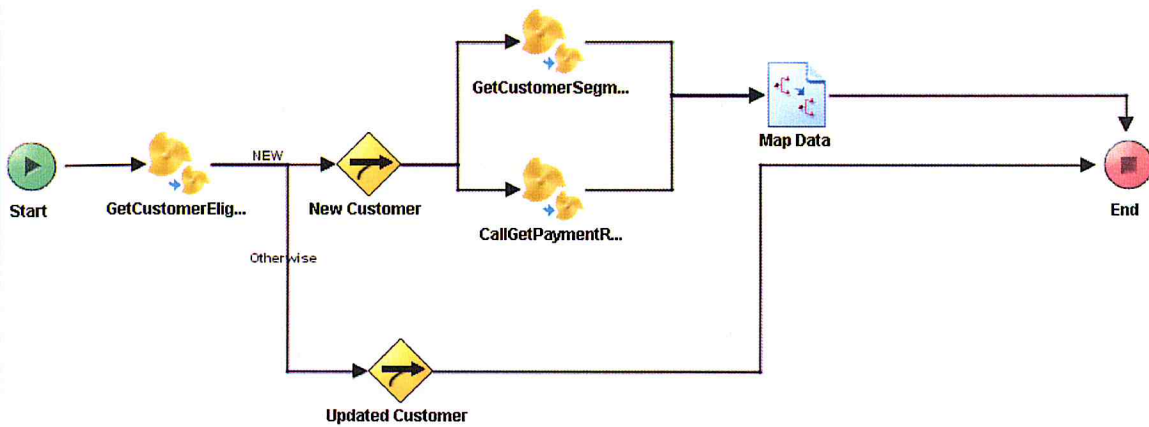 GetCustomerSegm...
Map Data
NEW
Start
GetCustomerElig...
New Customer
End
CallGetPaymentR...
Otherwise
Updated Customer